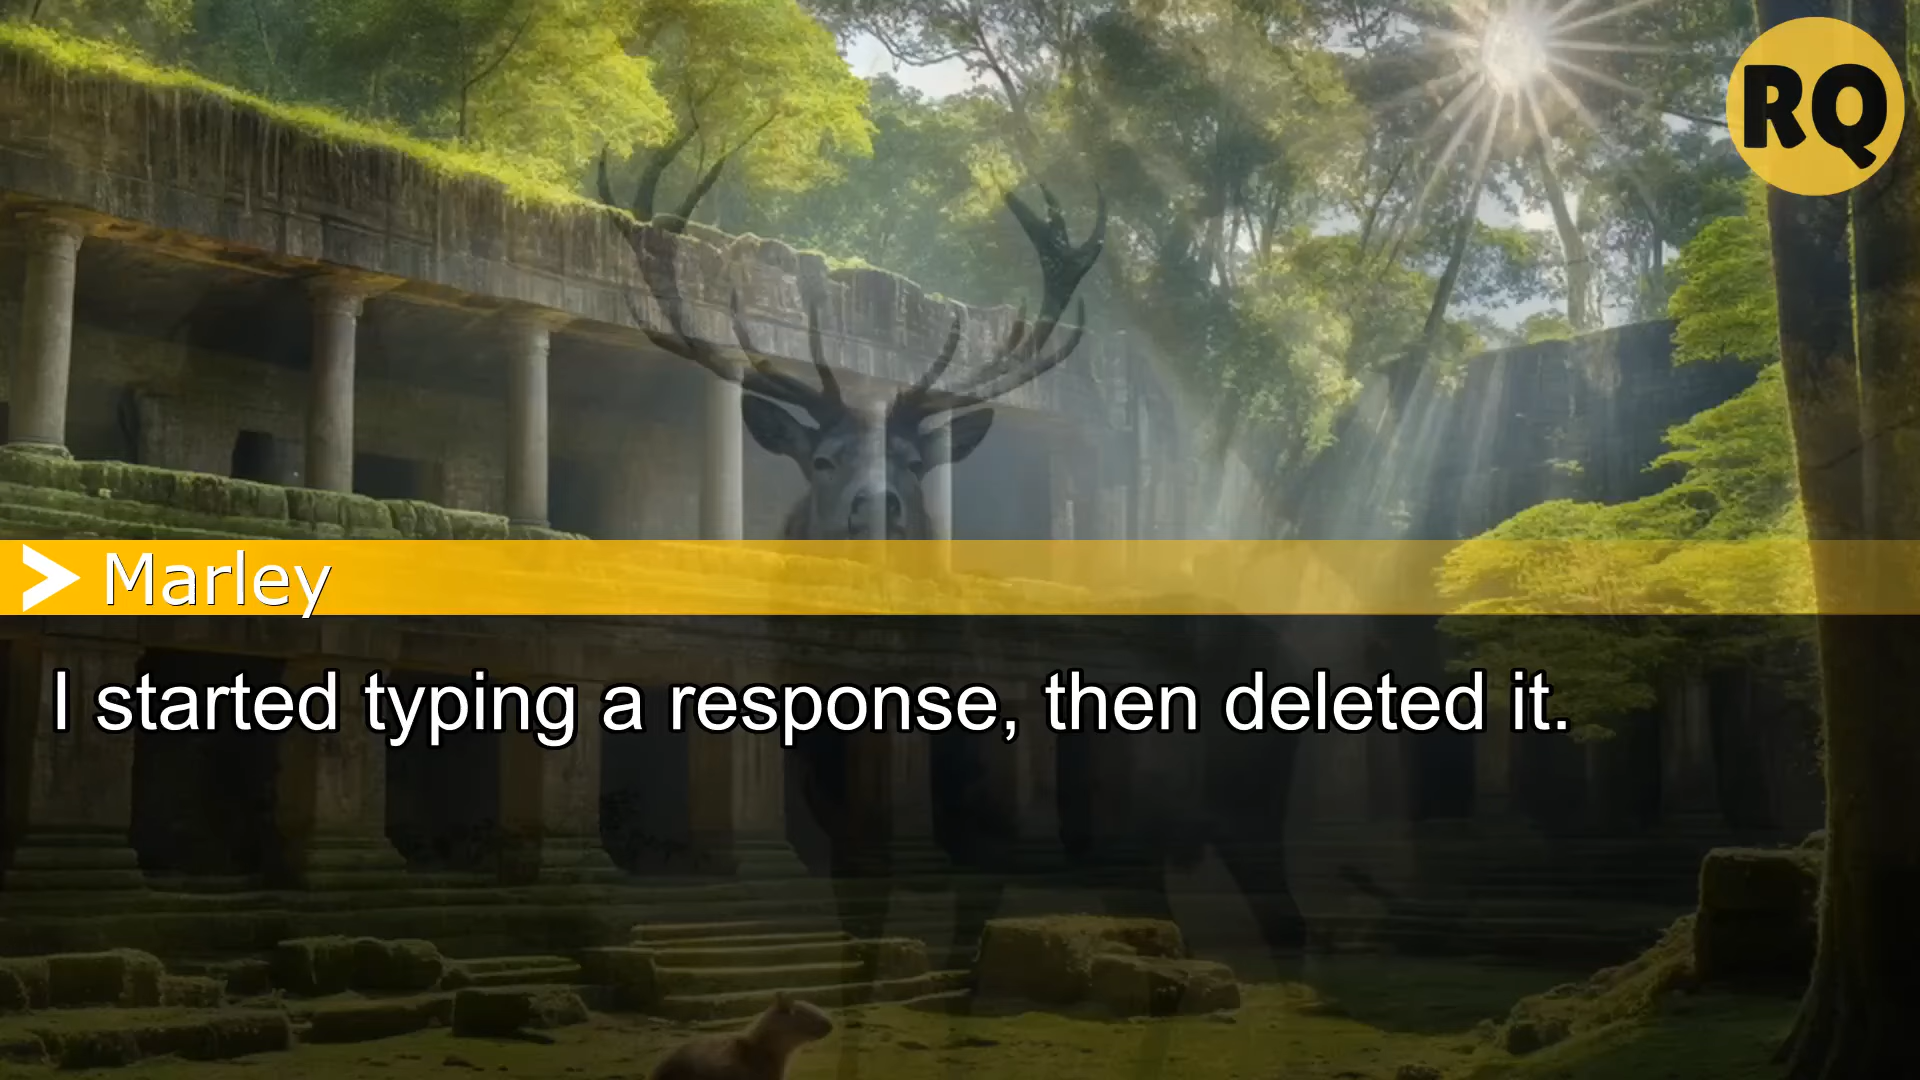 RQ
Marley
I started typing a response, then deleted it.